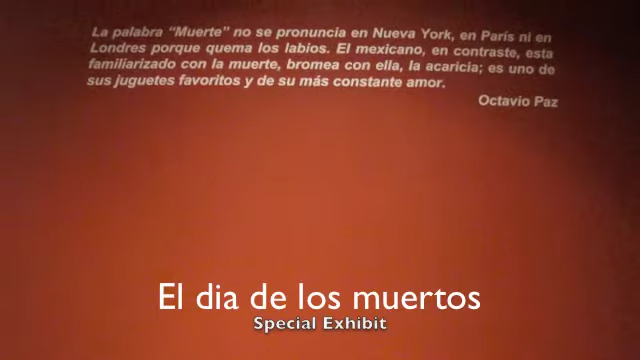 La palabra “Muerte” no se pronuncia en Nueva York, en París ni en
Londres porque quema los labios. El mexicano, en contraste, esta
familiarizado con la muerte, bromea con ella, la acaricia; es uno de
sus juguetes favoritos y de su más constante amor.
Octavio Paz
El dia de los muertos
Special Exhibit